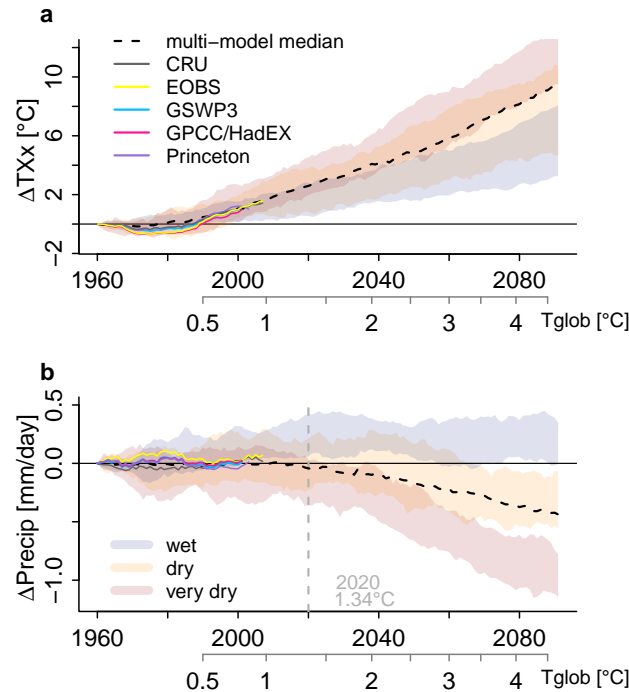 a
ΔTXx [°C]
10
6
2
−2
multi−model median
CRU
EOBS
GSWP3
GPCC/HadEX
Princeton
1960 2000 2040 2080
0.5 1 2 3 4 Tglob [°C]
b
ΔPrecip [mm/day]
0.5
0.0
−1.0
wet
dry
very dry
2020
1.34°C
1960 2000 2040 2080
0.5 1 2 3 4 Tglob [°C]